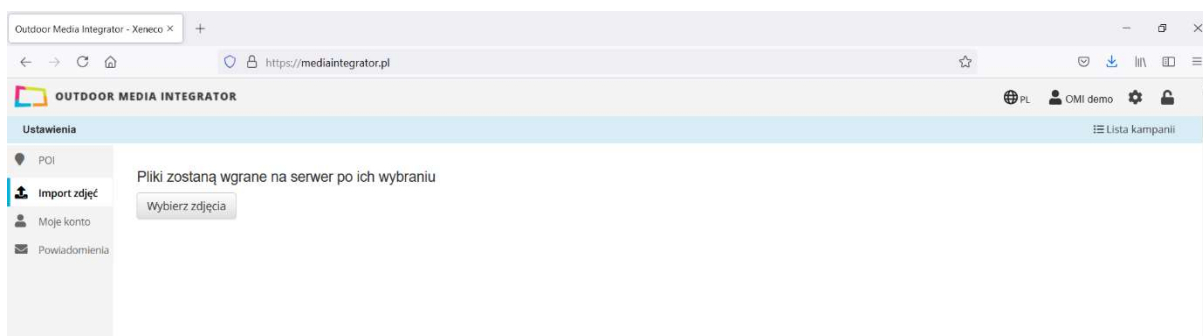 Outdoor Media Integrator - Xeneco
https://mediaintegrator.pl
OUTDOOR MEDIA INTEGRATOR
PL
OMI demo
Ustawienia
Lista kampanii
POI
Import zdjęć
Moje konto
Powiadomienia
Pliki zostaną wgrane na serwer po ich wybraniu
Wybierz zdjęcia